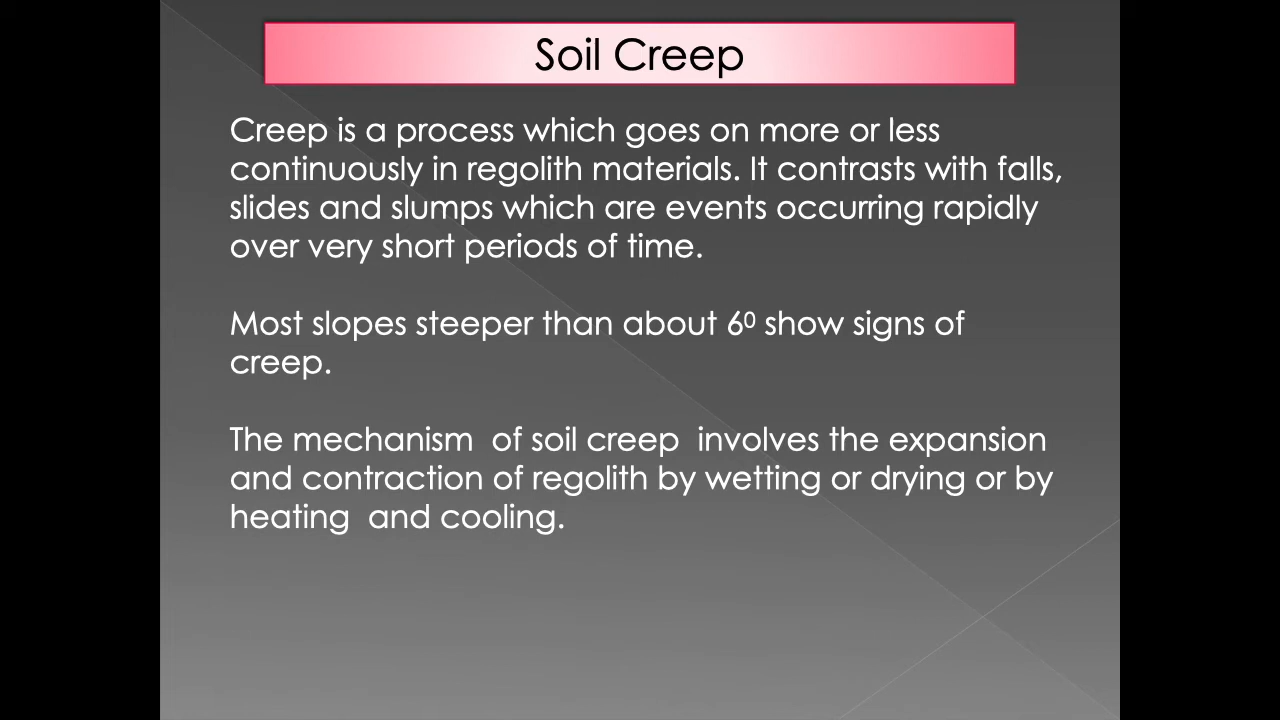 Soil Creep
Creep is a process which goes on more or less
continuously in regolith materials. It contrasts with falls,
slides and slumps which are events occurring rapidly
over very short periods of time.
Most slopes steeper than about 6⁰ show signs of
creep.
The mechanism  of soil creep  involves the expansion
and contraction of regolith by wetting or drying or by
heating  and cooling.